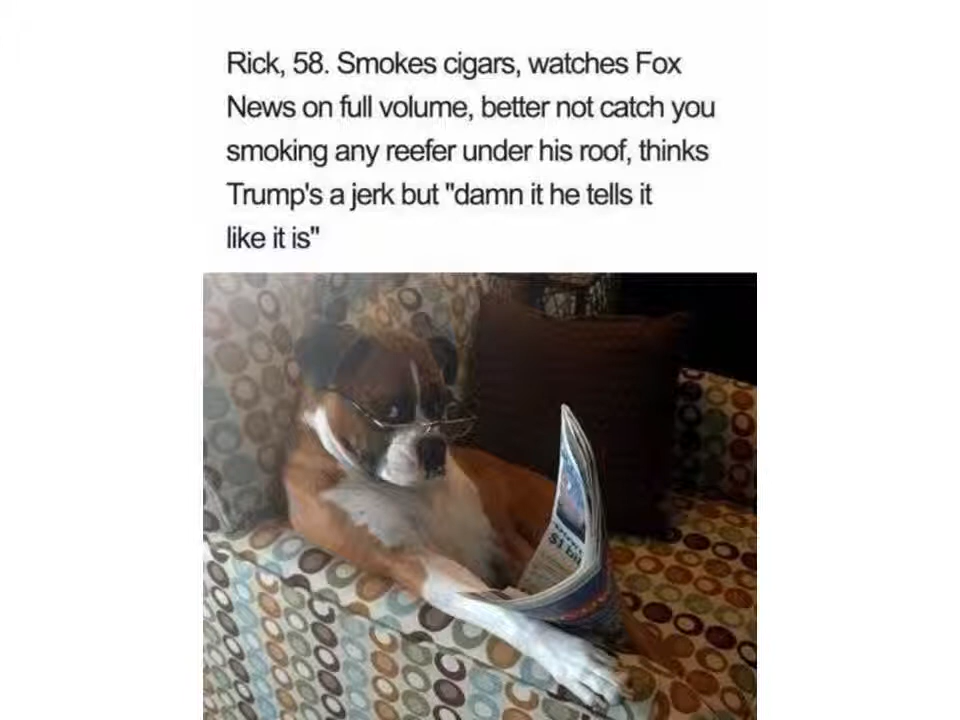 Rick, 58. Smokes cigars, watches Fox
News on full volume, better not catch you
smoking any reefer under his roof, thinks
Trump's a jerk but "damn it he tells it
like it is"
$1